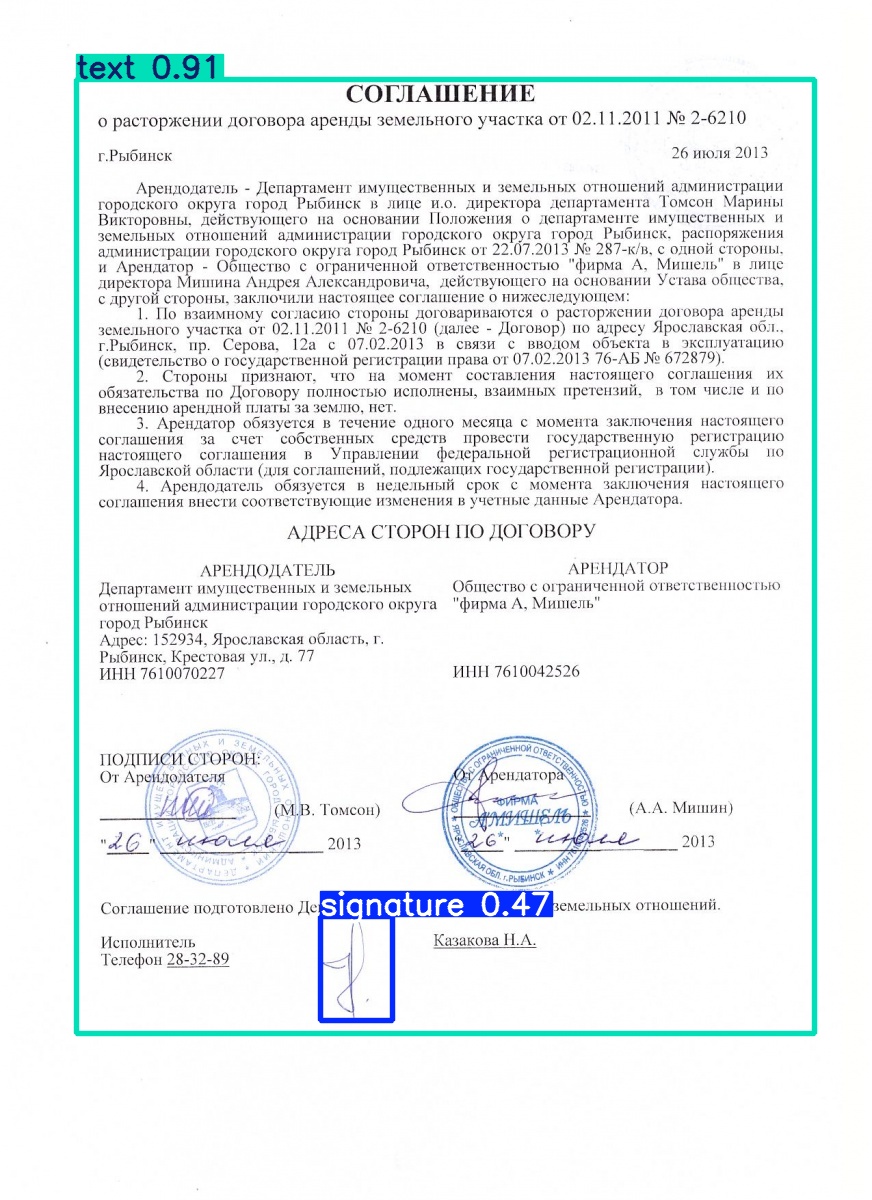 text 0.91
СОГЛАШЕНИЕ
о расторжении договора аренды земельного участка от 02.11.2011 № 2-6210
г.Рыбинск 26 июля 2013
Арендодатель - Департамент имущественных и земельных отношений администрации
городского округа город Рыбинск в лице и.о. директора департамента Томсон Марины
Викторовны, действующего на основании Положения о департаменте имущественных и
земельных отношений администрации городского округа город Рыбинск, распоряжения
администрации городского округа город Рыбинск от 22.07.2013 № 287-к/в, с одной стороны,
и Арендатор - Общество с ограниченной ответственностью "фирма А, Мишель" в лице
директора Мишина Андрея Александровича, действующего на основании Устава общества,
с другой стороны, заключили настоящее соглашение о нижеследующем:
1. По взаимному согласию стороны договариваются о расторжении договора аренды
земельного участка от 02.11.2011 № 2-6210 (далее - Договор) по адресу Ярославская обл.,
г.Рыбинск, пр. Серова, 12а с 07.02.2013 в связи с вводом объекта в эксплуатацию
(свидетельство о государственной регистрации права от 07.02.2013 76-АБ № 672879).
2. Стороны признают, что на момент составления настоящего соглашения их
обязательства по Договору полностью исполнены, взаимных претензий, в том числе и по
внесению арендной платы за землю, нет.
3. Арендатор обязуется в течение одного месяца с момента заключения настоящего
соглашения за счет собственных средств провести государственную регистрацию
настоящего соглашения в Управлении федеральной регистрационной службы по
Ярославской области (для соглашений, подлежащих государственной регистрации).
4. Арендодатель обязуется в недельный срок с момента заключения настоящего
соглашения внести соответствующие изменения в учетные данные Арендатора.
АДРЕСА СТОРОН ПО ДОГОВОРУ
АРЕНДОДАТЕЛЬ
Департамент имущественных и земельных
отношений администрации городского округа
город Рыбинск
Адрес: 152934, Ярославская область, г.
Рыбинск, Крестовая ул., д. 77
ИНН 7610070227
АРЕНДАТОР
Общество с ограниченной ответственностью
"фирма А, Мишель"
ИНН 7610042526
ПОДПИСИ СТОРОН:
От Арендодателя
(М.В. Томсон)
"26" июля 2013
От Арендатора
(А.А. Мишин)
"26" июля 2013
ОБЩЕСТВО С ОГРАНИЧЕННОЙ ОТВЕТСТВЕННОСТЬЮ
ФИРМА
А'МИШЕЛЬ
ЯРОСЛАВСКАЯ ОБЛ. г.РЫБИНСК
Соглашение подготовлено земельных отношений.
signature 0.47
Исполнитель Казакова Н.А.
Телефон 28-32-89